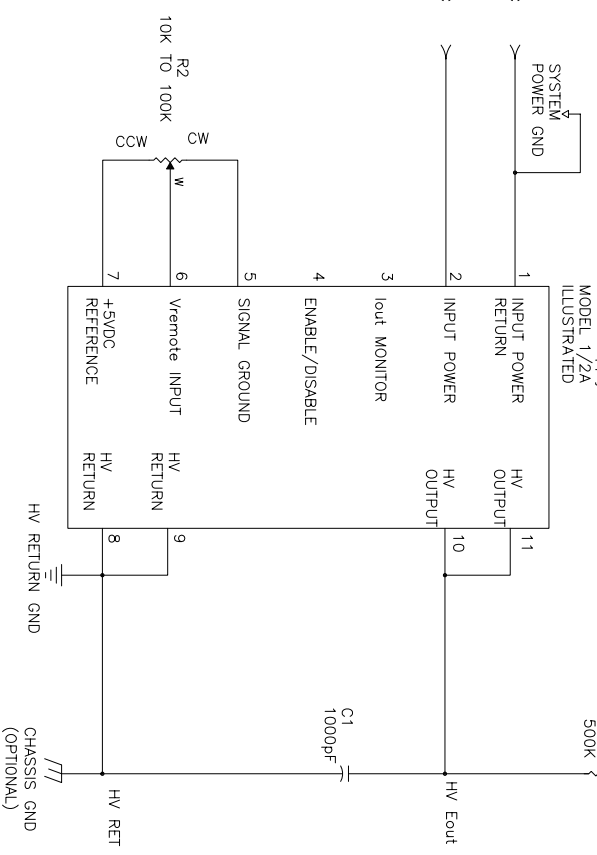 SYSTEM
POWER GND
MODEL 1/2A
ILLUSTRATED
R2
10K TO 100K
CCW
CW
W
1
INPUT POWER
RETURN
2
INPUT POWER
3
Iout MONITOR
4
ENABLE/DISABLE
5
SIGNAL GROUND
6
Vremote INPUT
7
+5VDC
REFERENCE
HV
OUTPUT
11
HV
OUTPUT
10
HV
RETURN
9
HV
RETURN
8
HV RETURN GND
C1
1000pF
500K
HV Eout
HV RET
CHASSIS GND
(OPTIONAL)